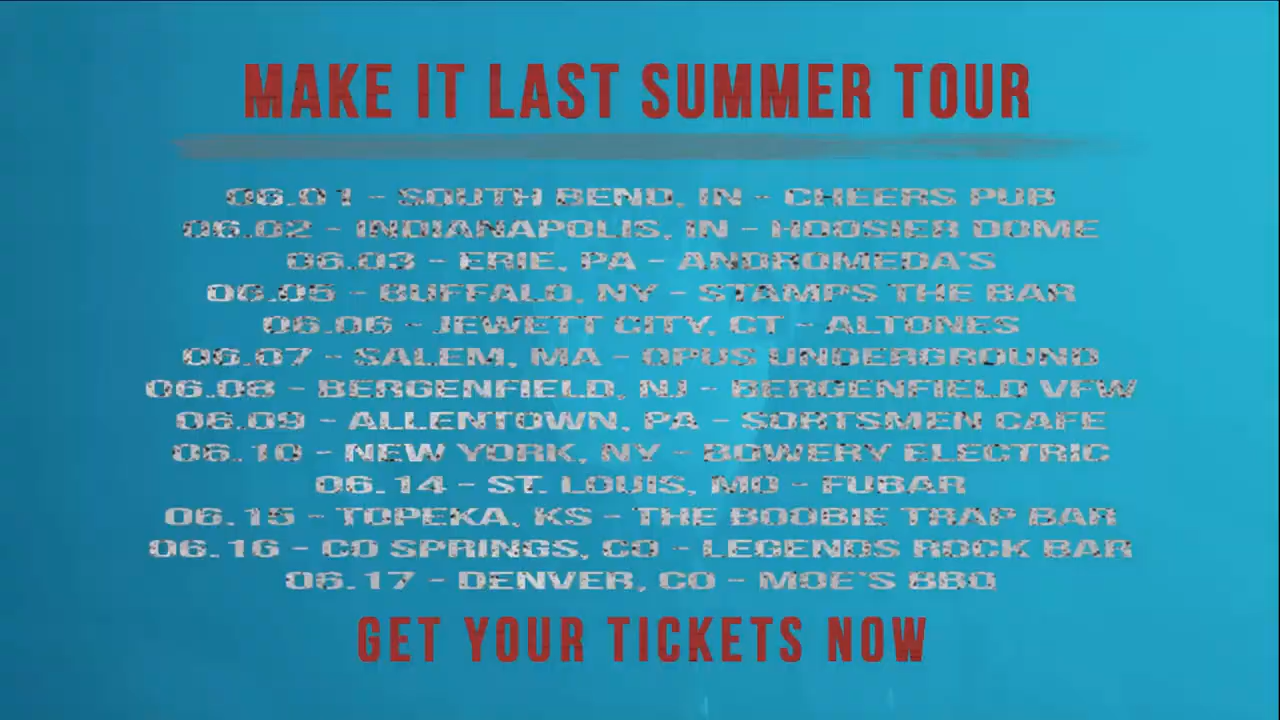 MAKE IT LAST SUMMER TOUR
06.01 - SOUTH BEND, IN - CHEERS PUB
06.02 - INDIANAPOLIS, IN - HOOSIER DOME
06.03 - ERIE, PA - ANDROMEDA'S
06.05 - BUFFALO, NY - STAMPS THE BAR
06.06 - JEWETT CITY, CT - ALTONES
06.07 - SALEM, MA - OPUS UNDERGROUND
06.08 - BERGENFIELD, NJ - BERGENFIELD VFW
06.09 - ALLENTOWN, PA - SORTSMEN CAFE
06.10 - NEW YORK, NY - BOWERY ELECTRIC
06.14 - ST. LOUIS, MO - FUBAR
06.15 - TOPEKA, KS - THE BOOBIE TRAP BAR
06.16 - CO SPRINGS, CO - LEGENDS ROCK BAR
06.17 - DENVER, CO - MOE'S BBQ
GET YOUR TICKETS NOW